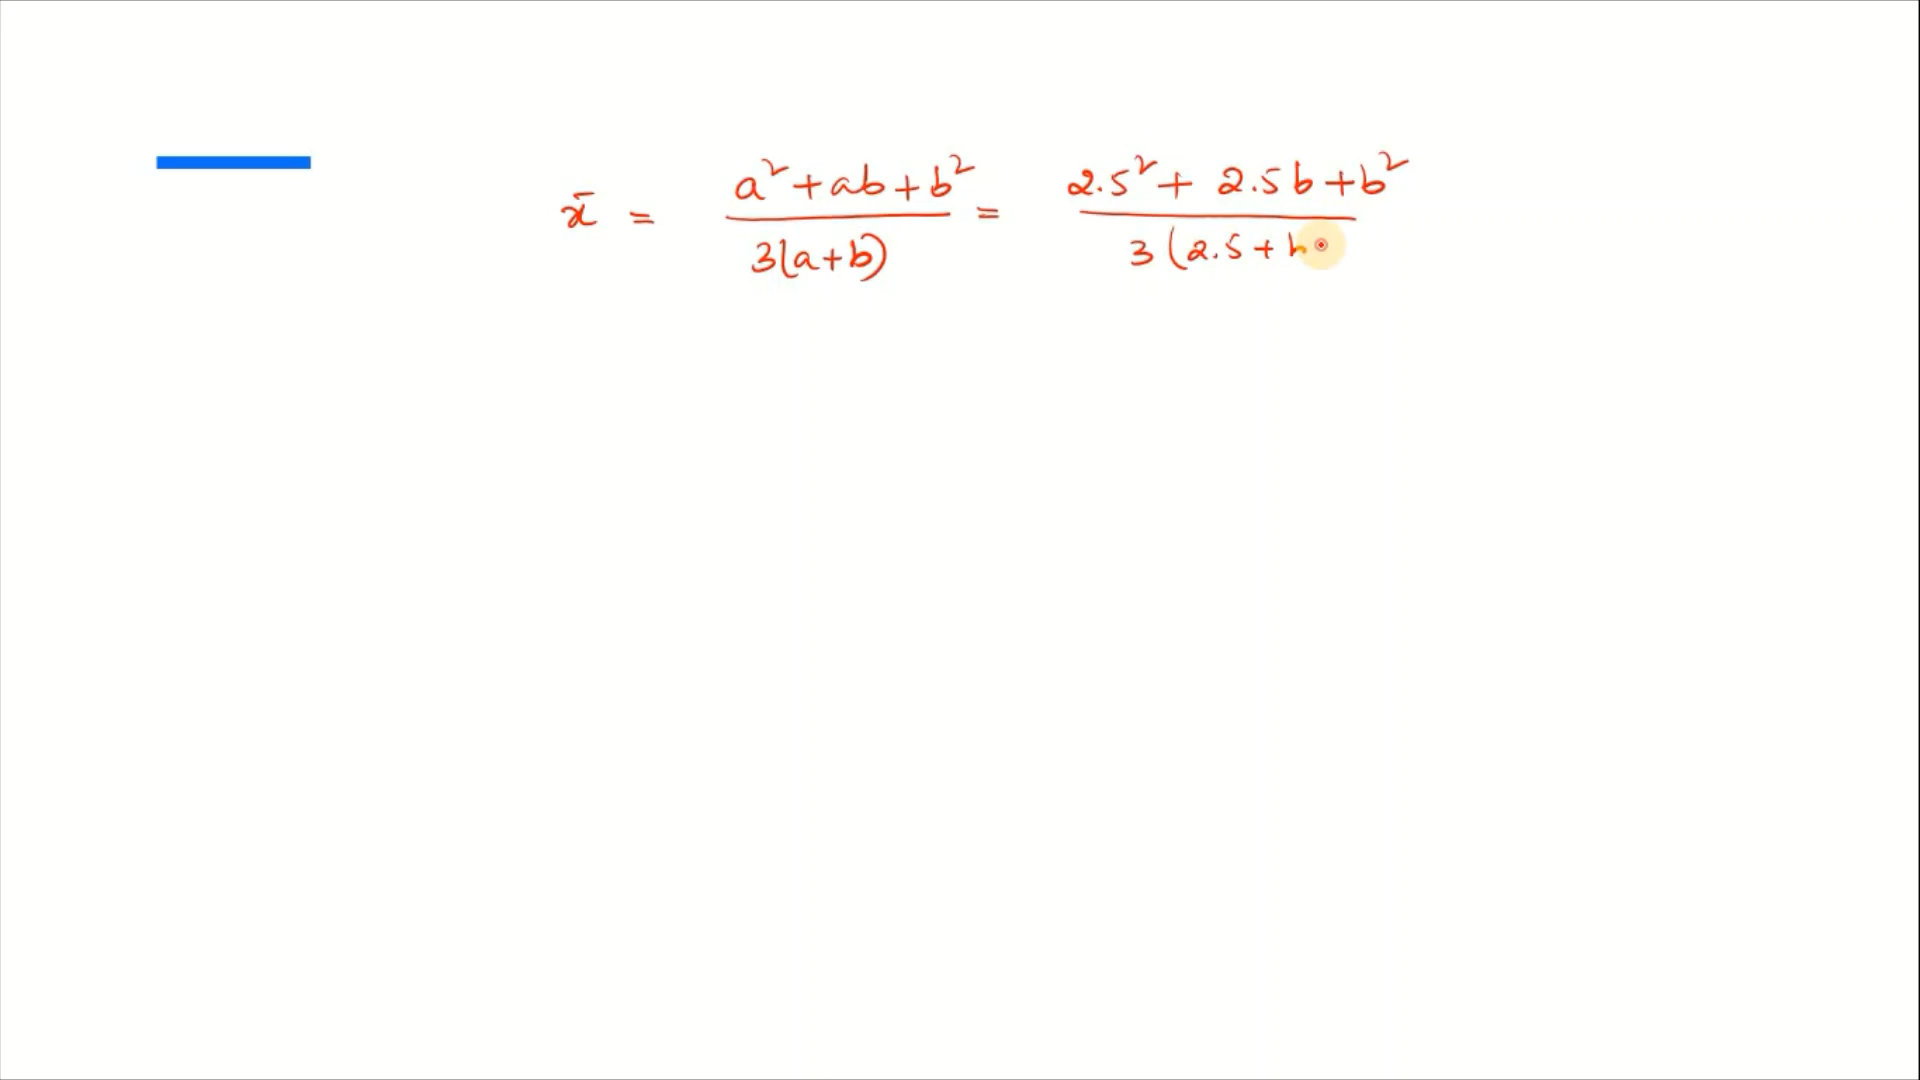 x̄ = (a² + ab + b²) / 3(a+b) = (2.5² + 2.5b + b²) / 3(2.5 + b